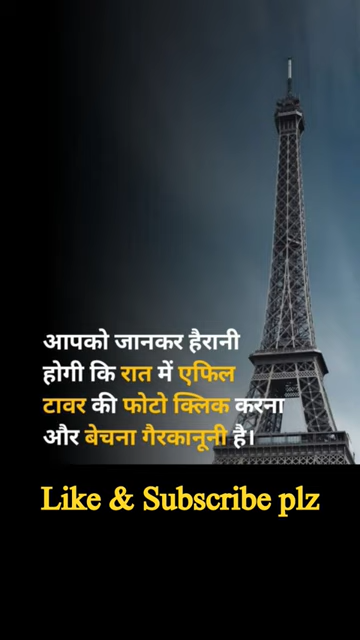 आपको जानकर हैरानी
होगी कि रात में एफिल
टावर की फोटो क्लिक करना
और बेचना गैरकानूनी है।
Like & Subscribe plz